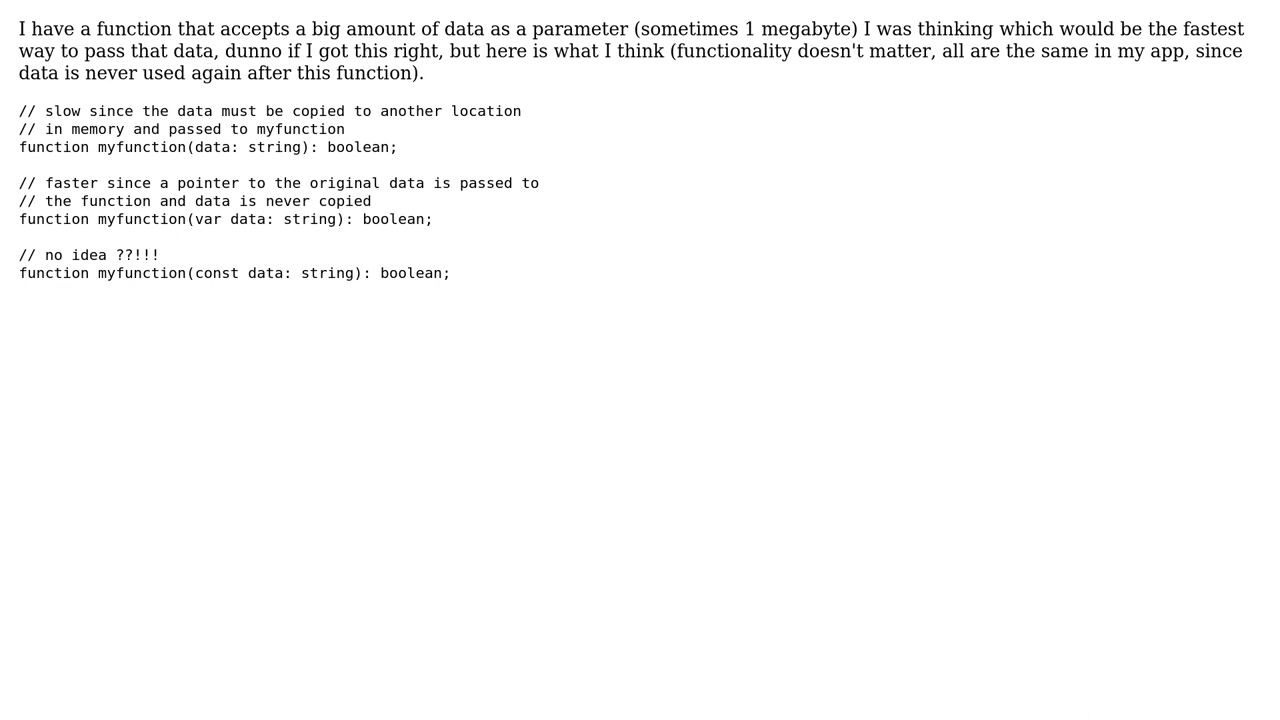 I have a function that accepts a big amount of data as a parameter (sometimes 1 megabyte) I was thinking which would be the fastest
way to pass that data, dunno if I got this right, but here is what I think (functionality doesn't matter, all are the same in my app, since
data is never used again after this function).
// slow since the data must be copied to another location
// in memory and passed to myfunction
function myfunction(data: string): boolean;
// faster since a pointer to the original data is passed to
// the function and data is never copied
function myfunction(var data: string): boolean;
// no idea ??!!!
function myfunction(const data: string): boolean;